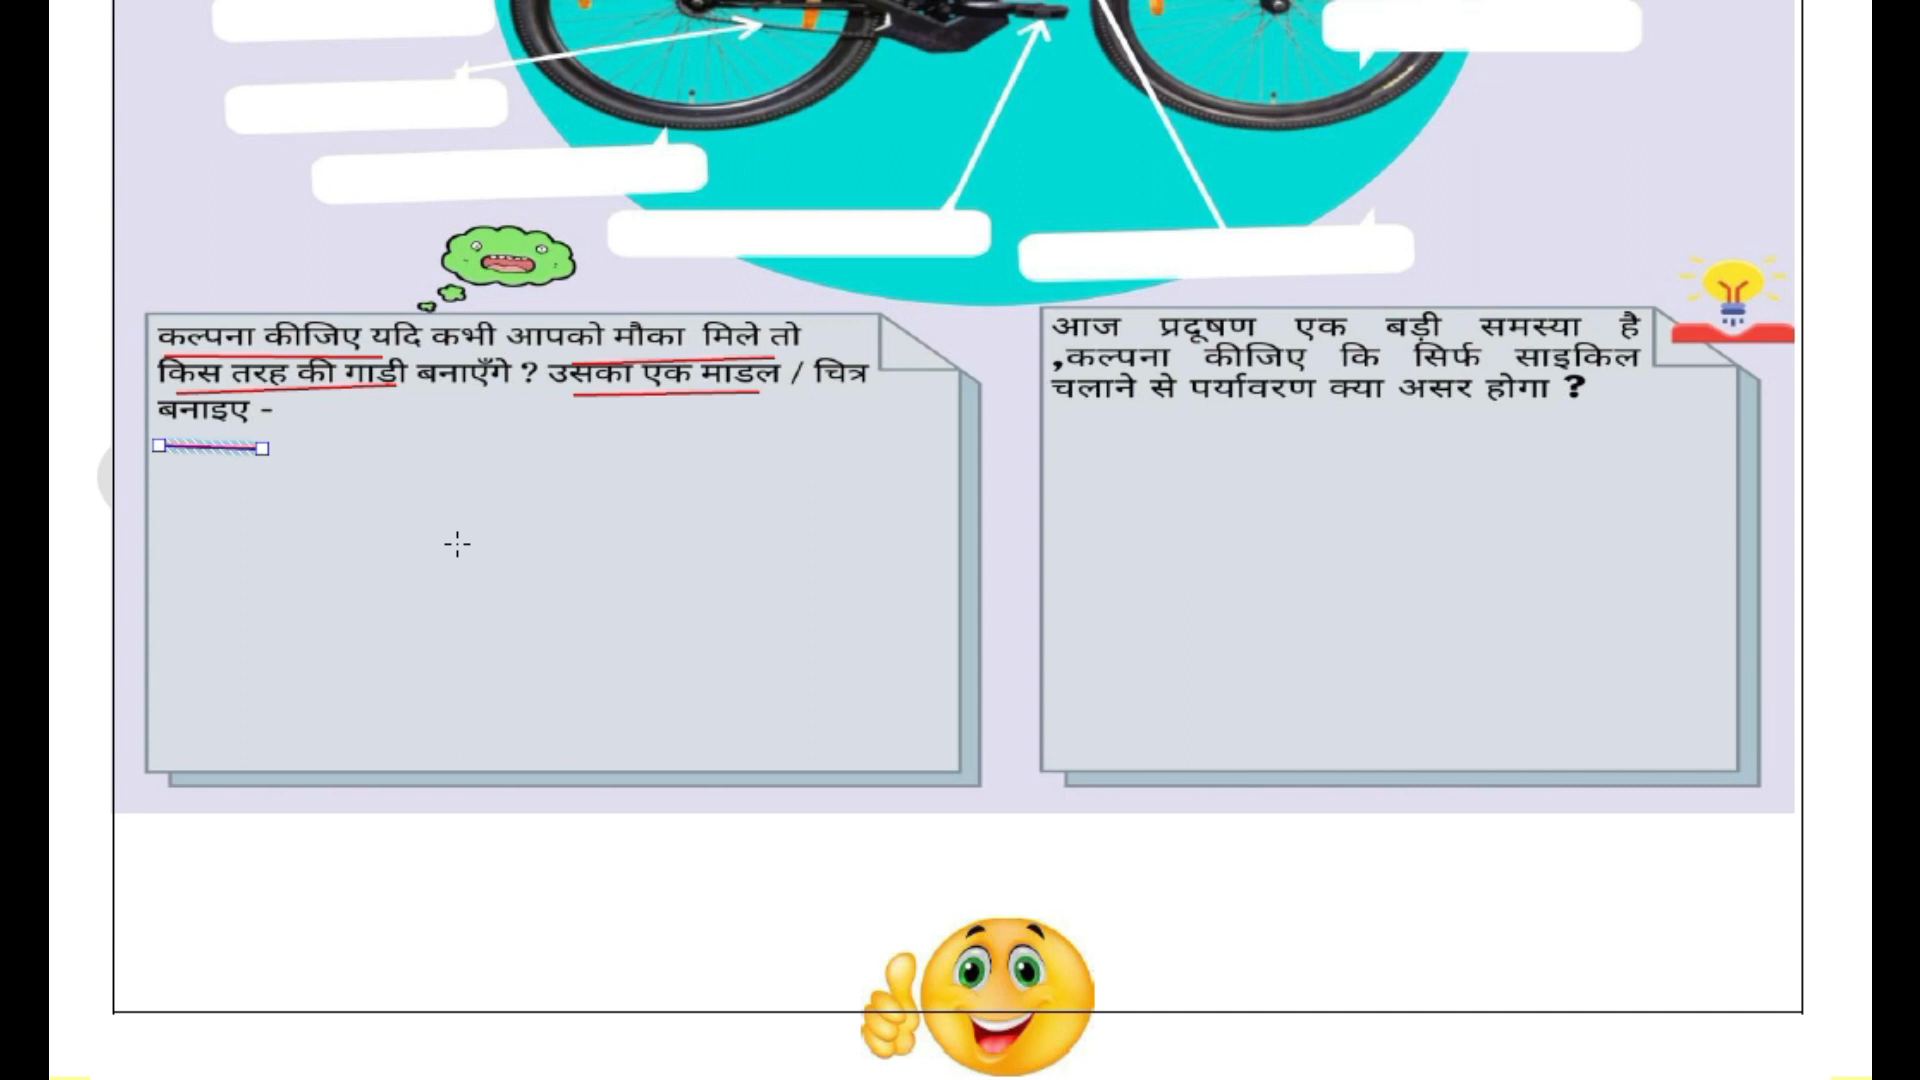 कल्पना कीजिए यदि कभी आपको मौका मिले तो
किस तरह की गाड़ी बनाएँगे ? उसका एक माडल / चित्र
बनाइए -
आज प्रदूषण एक बड़ी समस्या है
,कल्पना कीजिए कि सिर्फ साइकिल
चलाने से पर्यावरण क्या असर होगा ?